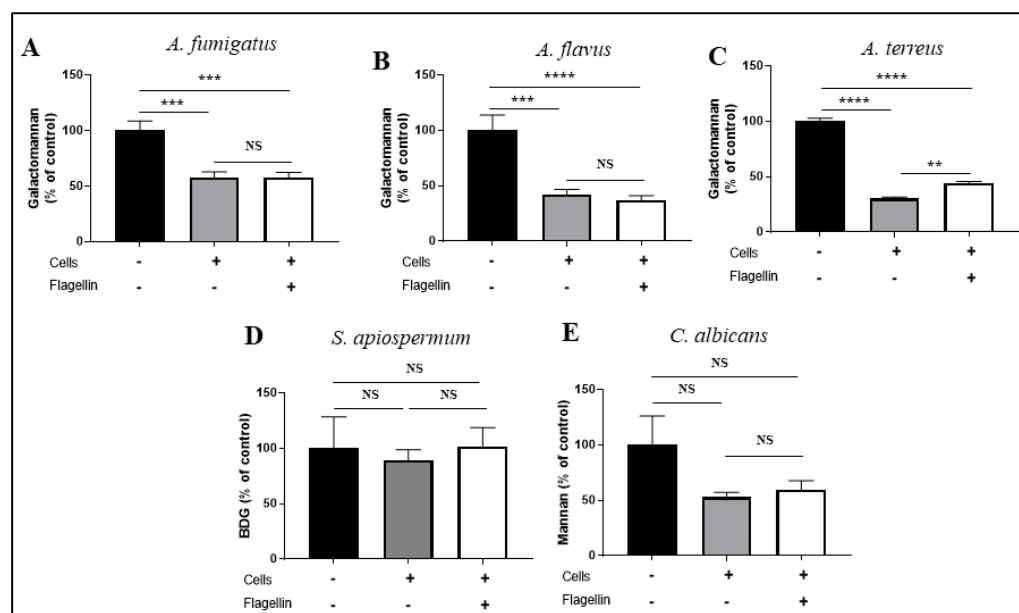 A
A. fumigatus
150
***
***
100
NS
50
0
Galactomannan
(% of control)
Cells - + +
Flagellin - - +
B
A. flavus
150
****
***
100
NS
50
0
Galactomannan
(% of control)
- + +
- - +
C
A. terreus
150
****
****
100
**
50
0
Galactomannan
(% of control)
Cells - + +
Flagellin - - +
D
S. apiospermum
150
NS
NS NS
100
50
0
BDG (% of control)
Cells - + +
Flagellin - - +
E
C. albicans
150
NS
NS
100
NS
50
0
Mannan (% of control)
Cells - + +
Flagellin - - +